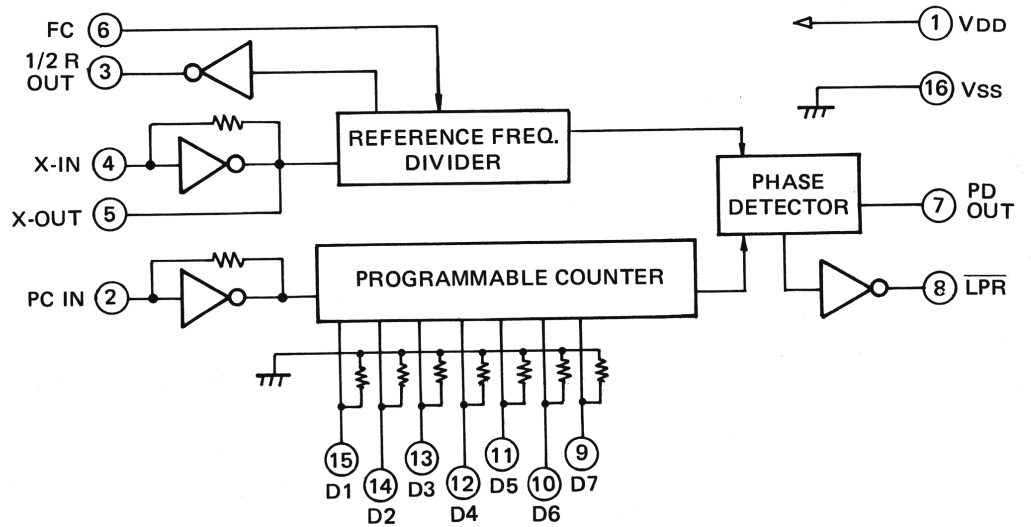 FC 6
1/2 R OUT 3
1 VDD
16 VSS
REFERENCE FREQ.
DIVIDER
X-IN 4
X-OUT 5
PHASE
DETECTOR
7 PD OUT
PC IN 2
PROGRAMMABLE COUNTER
8 LPR
15 D1
14 D2
13 D3
12 D4
11 D5
10 D6
9 D7